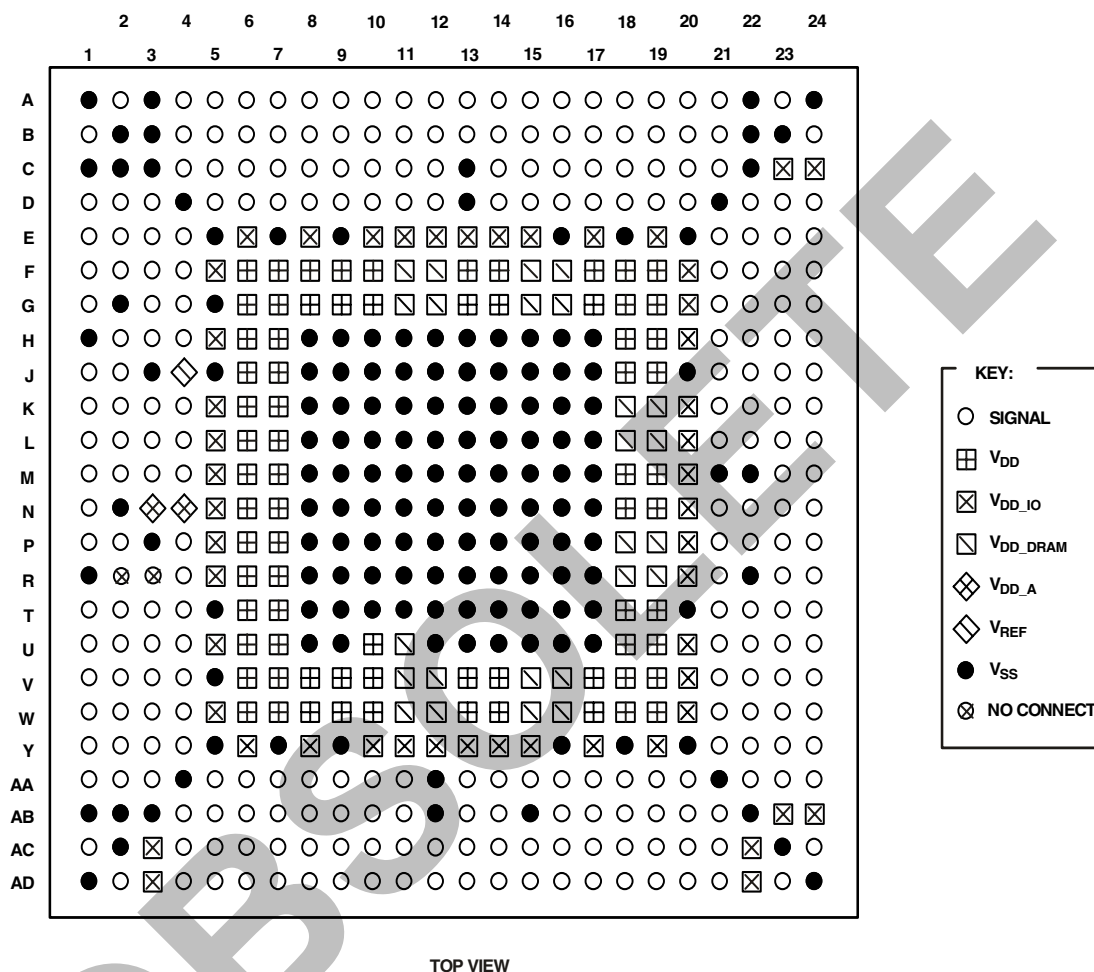 2 4 6 8 10 12 14 16 18 20 22 24
1 3 5 7 9 11 13 15 17 19 21 23
A
B
C
D
E
F
G
H
J
K
L
M
N
P
R
T
U
V
W
Y
AA
AB
AC
AD
KEY:
SIGNAL
VDD
VDD_IO
VDD_DRAM
VDD_A
VREF
VSS
NO CONNECT
TOP VIEW
OBSOLETE